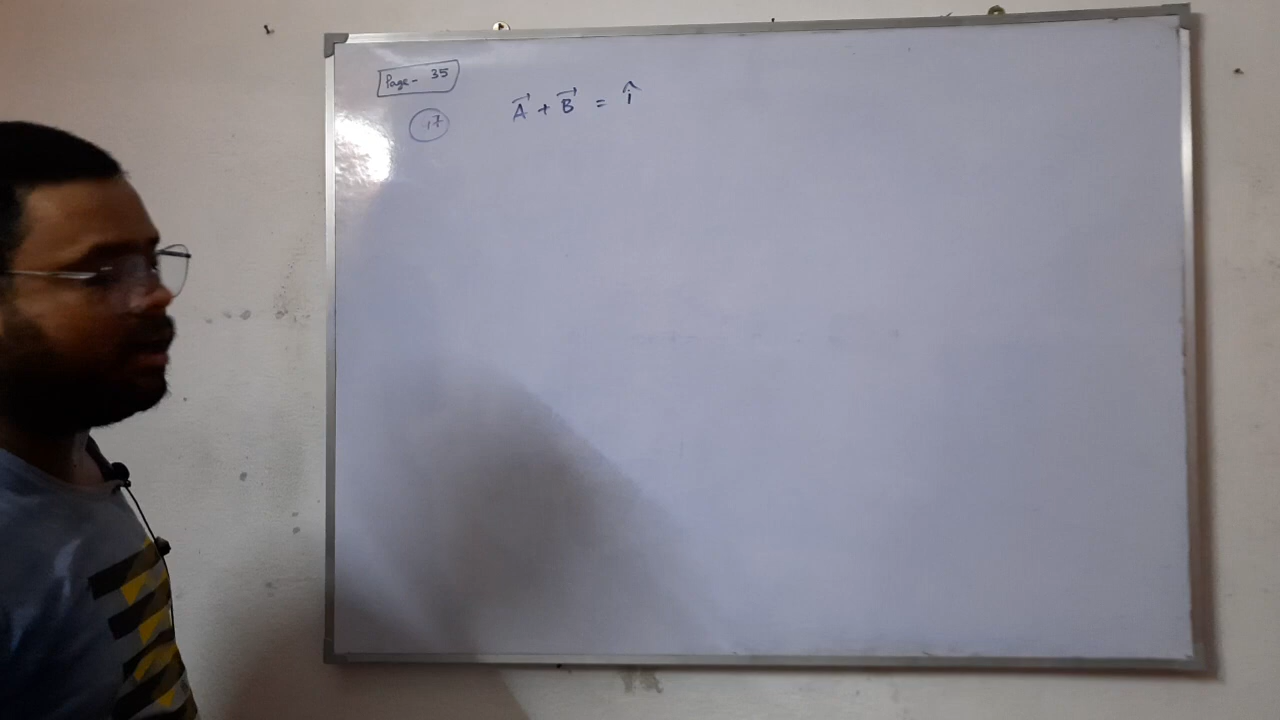 Page- 35
17 A⃗ + B⃗ = î